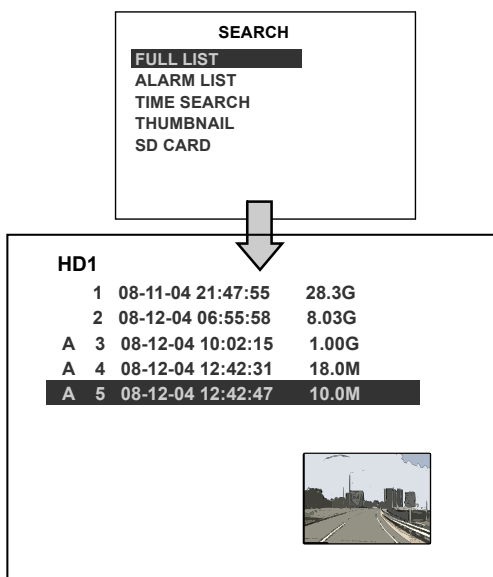 SEARCH
FULL LIST
ALARM LIST
TIME SEARCH
THUMBNAIL
SD CARD
HD1
1 08-11-04 21:47:55 28.3G
2 08-12-04 06:55:58 8.03G
A 3 08-12-04 10:02:15 1.00G
A 4 08-12-04 12:42:31 18.0M
A 5 08-12-04 12:42:47 10.0M